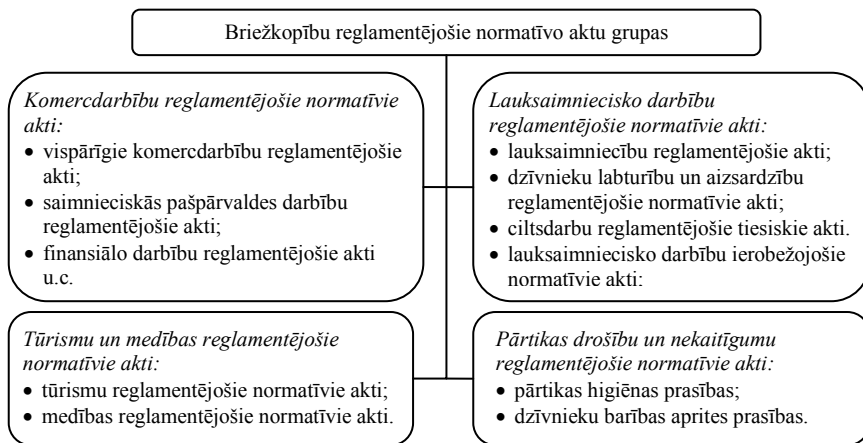 Briežkopību reglamentējošie normatīvo aktu grupas
Komercdarbību reglamentējošie normatīvie
akti:
• vispārīgie komercdarbību reglamentējošie
akti;
• saimnieciskās pašpārvaldes darbību
reglamentējošie akti;
• finansiālo darbību reglamentējošie akti
u.c.
Lauksaimniecisko darbību
reglamentējošie normatīvie akti:
• lauksaimniecību reglamentējošie akti;
• dzīvnieku labturību un aizsardzību
reglamentējošie normatīvie akti;
• ciltsdarbu reglamentējošie tiesiskie akti.
• lauksaimniecisko darbību ierobežojošie
normatīvie akti:
Tūrismu un medības reglamentējošie
normatīvie akti:
• tūrismu reglamentējošie normatīvie akti;
• medības reglamentējošie normatīvie akti.
Pārtikas drošību un nekaitīgumu
reglamentējošie normatīvie akti:
• pārtikas higiēnas prasības;
• dzīvnieku barības aprites prasības.